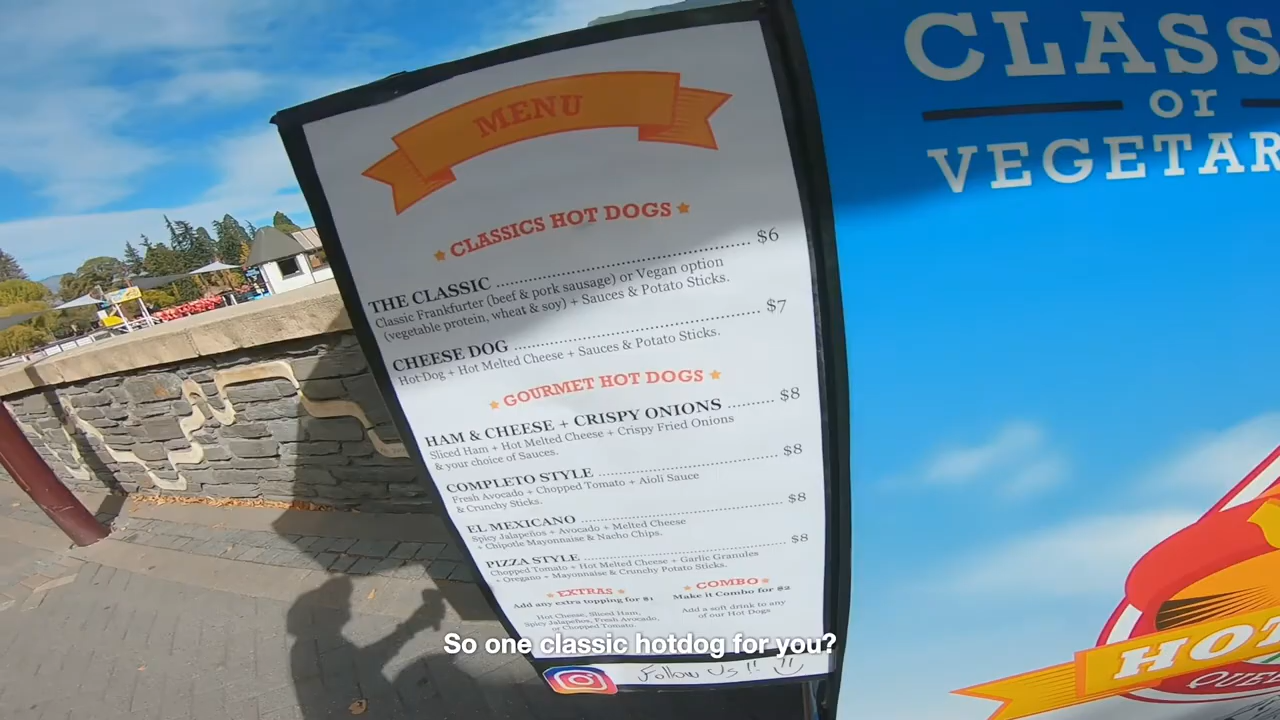 MENU
CLASSICS HOT DOGS
THE CLASSIC ........ $6
Classic Frankfurter (beef & pork sausage) or Vegan option
(vegetable protein, wheat & soy) + Sauces & Potato Sticks.
CHEESE DOG ........ $7
Hot-Dog + Hot Melted Cheese + Sauces & Potato Sticks.
GOURMET HOT DOGS
HAM & CHEESE + CRISPY ONIONS ........ $8
Sliced Ham + Hot Melted Cheese + Crispy Fried Onions
& your choice of Sauces.
COMPLETO STYLE ........ $8
Fresh Avocado + Chopped Tomato + Aioli Sauce
& Crunchy Sticks.
EL MEXICANO ........ $8
Spicy Jalapeños + Avocado + Melted Cheese
+ Chipotle Mayonnaise & Nacho Chips.
PIZZA STYLE ........ $8
Chopped Tomato + Hot Melted Cheese + Garlic Granules
+ Oregano + Mayonnaise & Crunchy Potato Sticks.
EXTRAS
Add any extra topping for $1
Hot Cheese, Sliced Ham,
Spicy Jalapeños, Fresh Avocado,
or Chopped Tomato.
COMBO
Make it Combo for $2
Add a soft drink to any
of our Hot Dogs
Follow Us !!
CLASS
or
VEGETAR
HOT
So one classic hotdog for you?